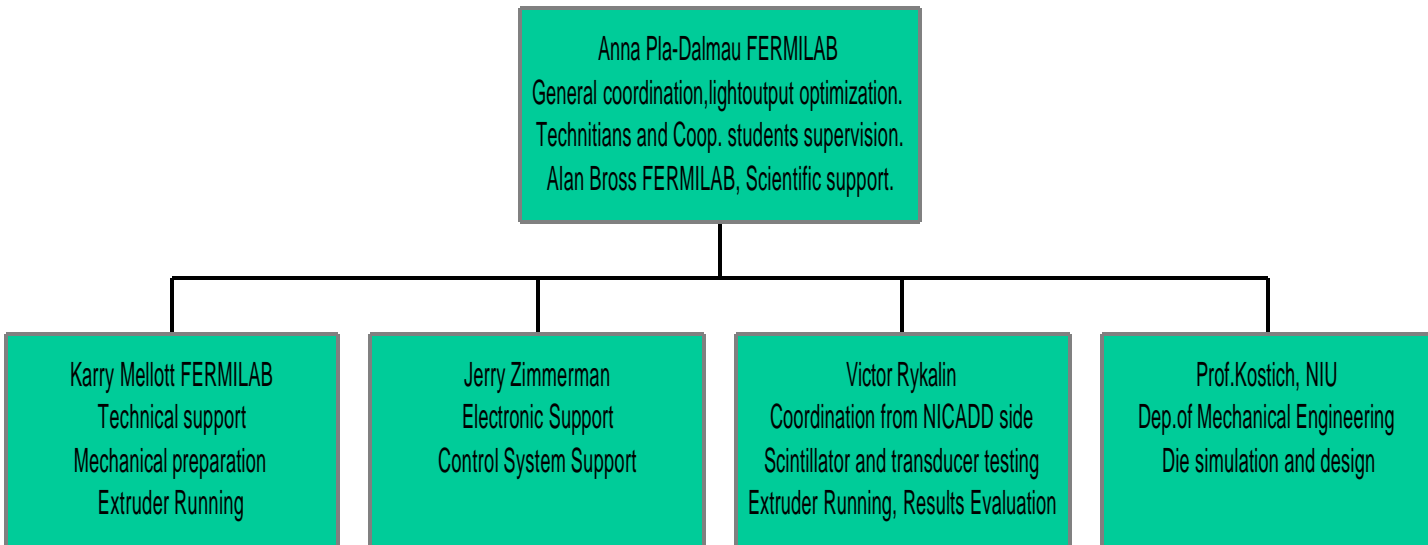 Anna Pla-Dalmau FERMILAB
General coordination,lightoutput optimization.
Technitians and Coop. students supervision.
Alan Bross FERMILAB, Scientific support.
Karry Mellott FERMILAB
Technical support
Mechanical preparation
Extruder Running
Jerry Zimmerman
Electronic Support
Control System Support
Victor Rykalin
Coordination from NICADD side
Scintillator and transducer testing
Extruder Running, Results Evaluation
Prof.Kostich, NIU
Dep.of Mechanical Engineering
Die simulation and design